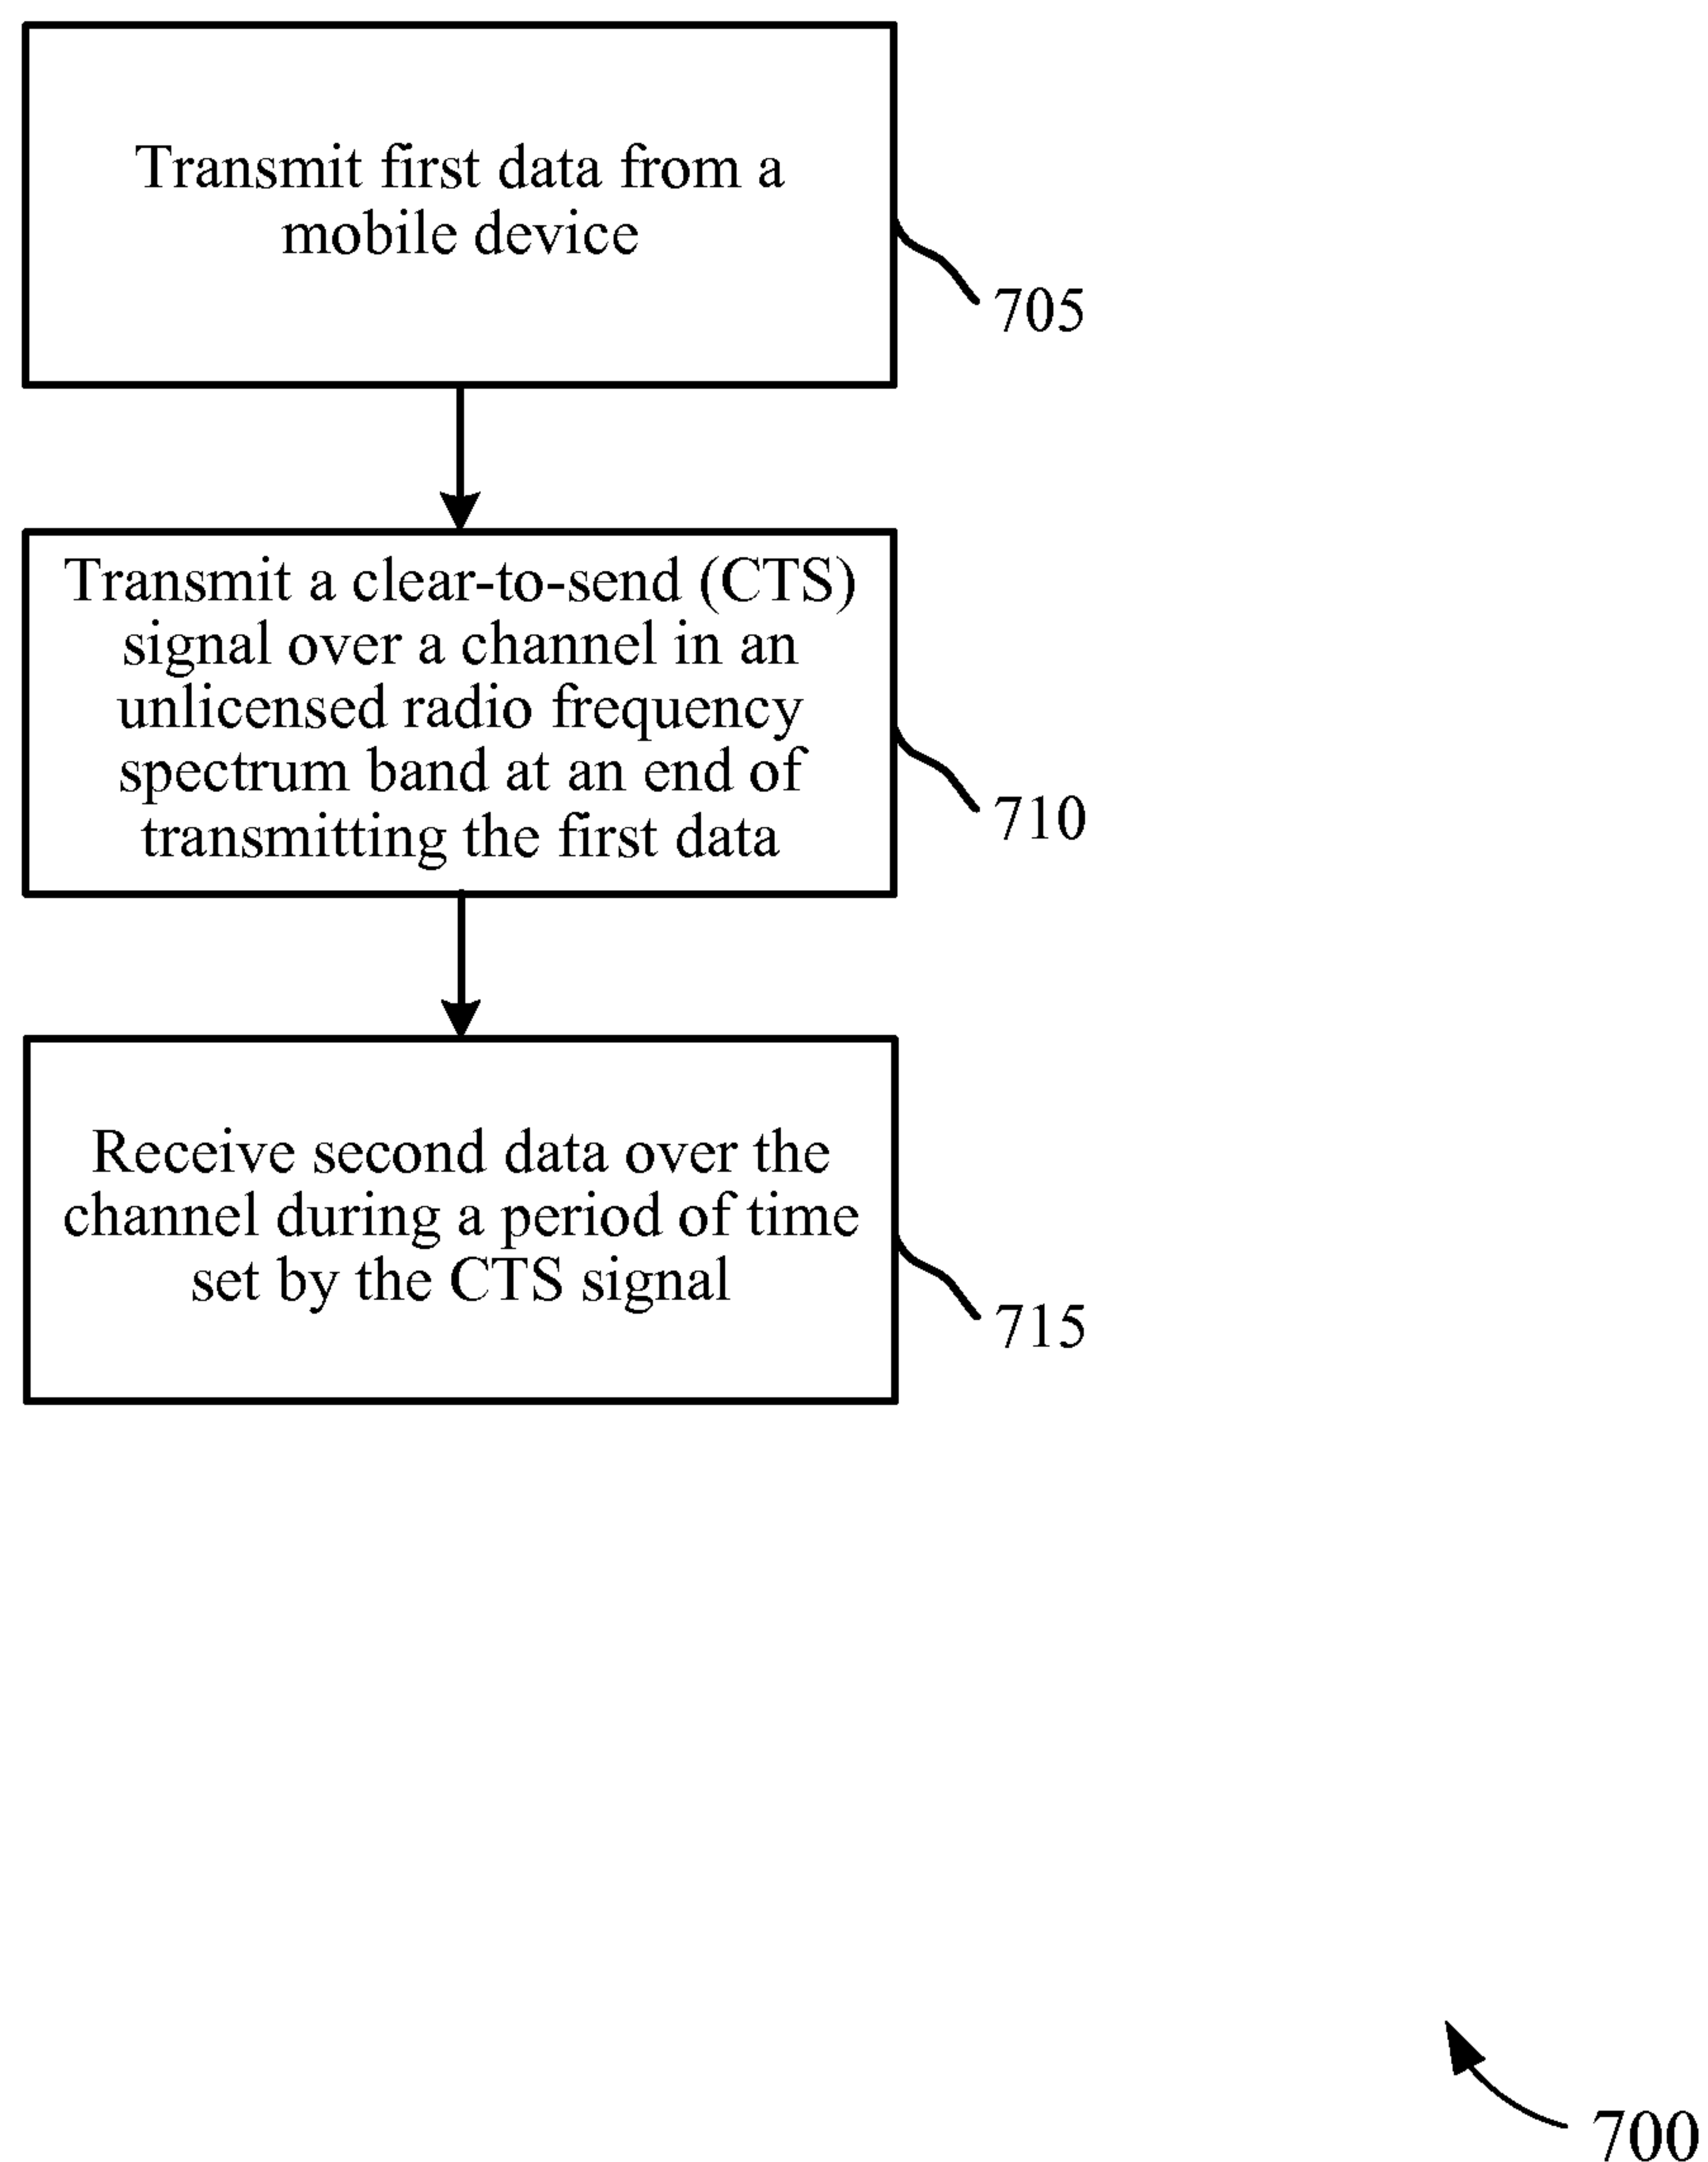 Transmit first data from a
mobile device
705
Transmit a clear-to-send (CTS)
signal over a channel in an
unlicensed radio frequency
spectrum band at an end of
transmitting the first data
710
Receive second data over the
channel during a period of time
set by the CTS signal
715
700